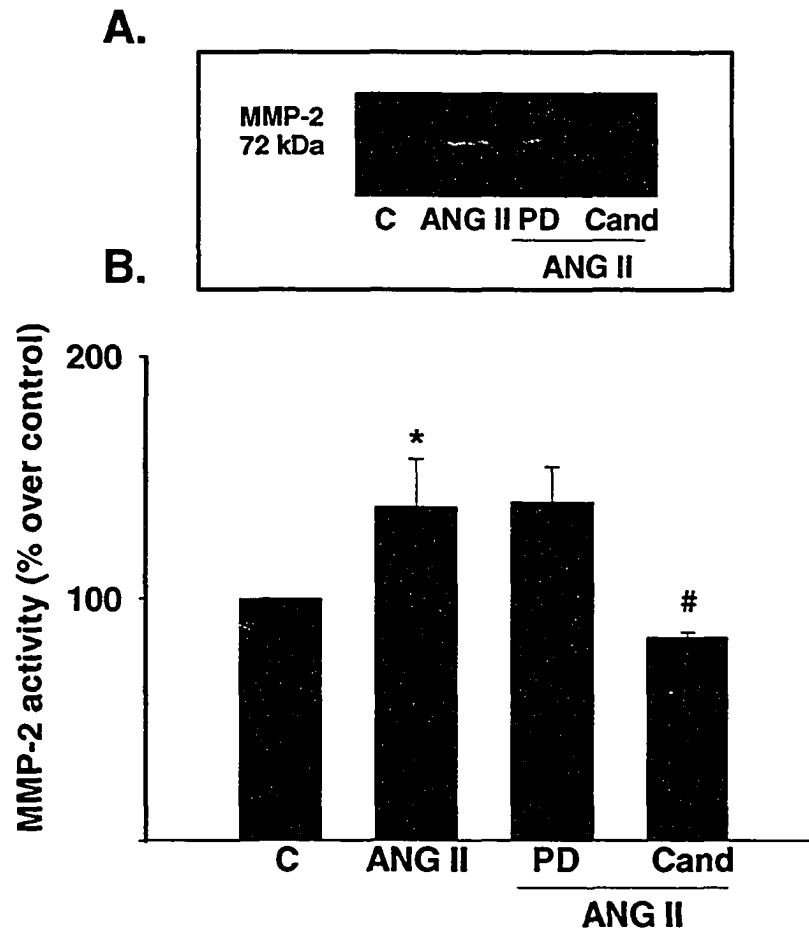 A.
MMP-2
72 kDa
C ANG II PD Cand
ANG II
B.
MMP-2 activity (% over control)
200
100
*
#
C ANG II PD Cand
ANG II